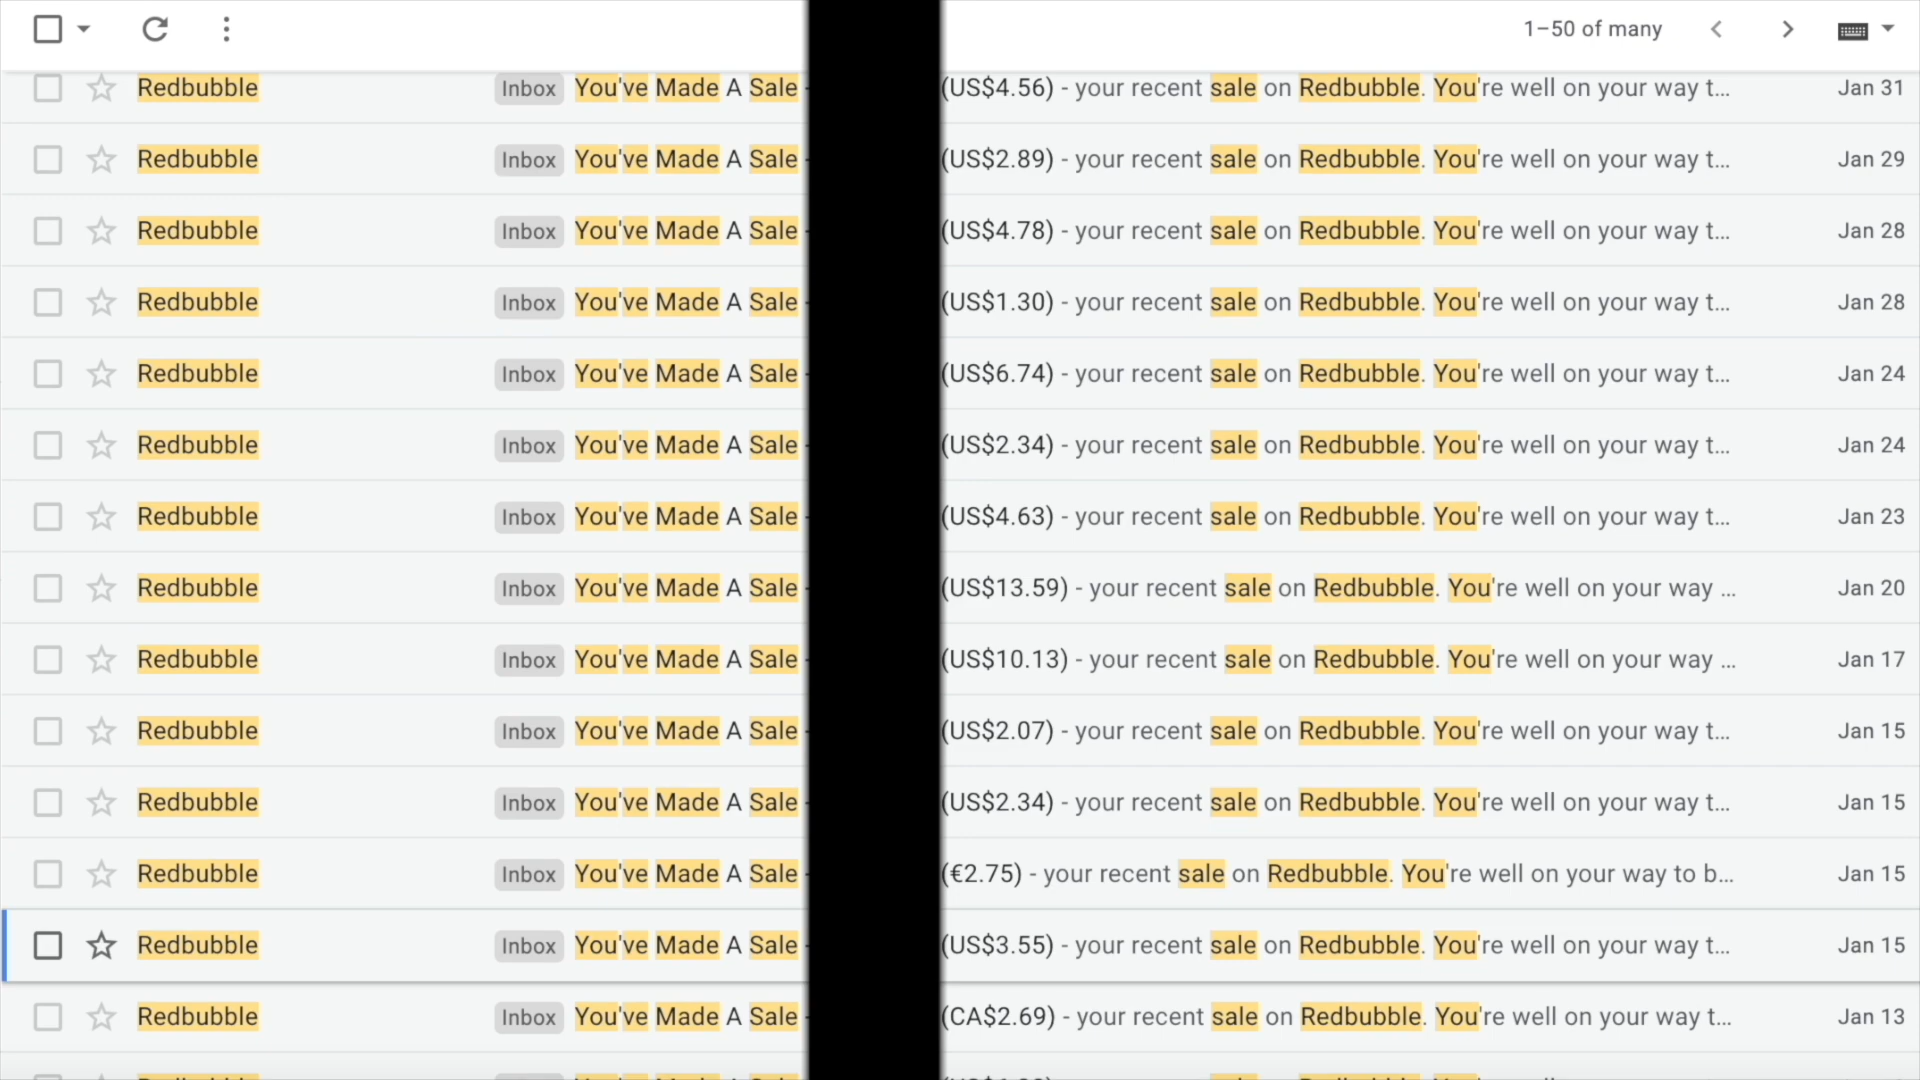 1–50 of many
Redbubble Inbox You've Made A Sale - (US$4.56) - your recent sale on Redbubble. You're well on your way t... Jan 31
Redbubble Inbox You've Made A Sale - (US$2.89) - your recent sale on Redbubble. You're well on your way t... Jan 29
Redbubble Inbox You've Made A Sale - (US$4.78) - your recent sale on Redbubble. You're well on your way t... Jan 28
Redbubble Inbox You've Made A Sale - (US$1.30) - your recent sale on Redbubble. You're well on your way t... Jan 28
Redbubble Inbox You've Made A Sale - (US$6.74) - your recent sale on Redbubble. You're well on your way t... Jan 24
Redbubble Inbox You've Made A Sale - (US$2.34) - your recent sale on Redbubble. You're well on your way t... Jan 24
Redbubble Inbox You've Made A Sale - (US$4.63) - your recent sale on Redbubble. You're well on your way t... Jan 23
Redbubble Inbox You've Made A Sale - (US$13.59) - your recent sale on Redbubble. You're well on your way ... Jan 20
Redbubble Inbox You've Made A Sale - (US$10.13) - your recent sale on Redbubble. You're well on your way ... Jan 17
Redbubble Inbox You've Made A Sale - (US$2.07) - your recent sale on Redbubble. You're well on your way t... Jan 15
Redbubble Inbox You've Made A Sale - (US$2.34) - your recent sale on Redbubble. You're well on your way t... Jan 15
Redbubble Inbox You've Made A Sale - (€2.75) - your recent sale on Redbubble. You're well on your way to b... Jan 15
Redbubble Inbox You've Made A Sale - (US$3.55) - your recent sale on Redbubble. You're well on your way t... Jan 15
Redbubble Inbox You've Made A Sale - (CA$2.69) - your recent sale on Redbubble. You're well on your way t... Jan 13